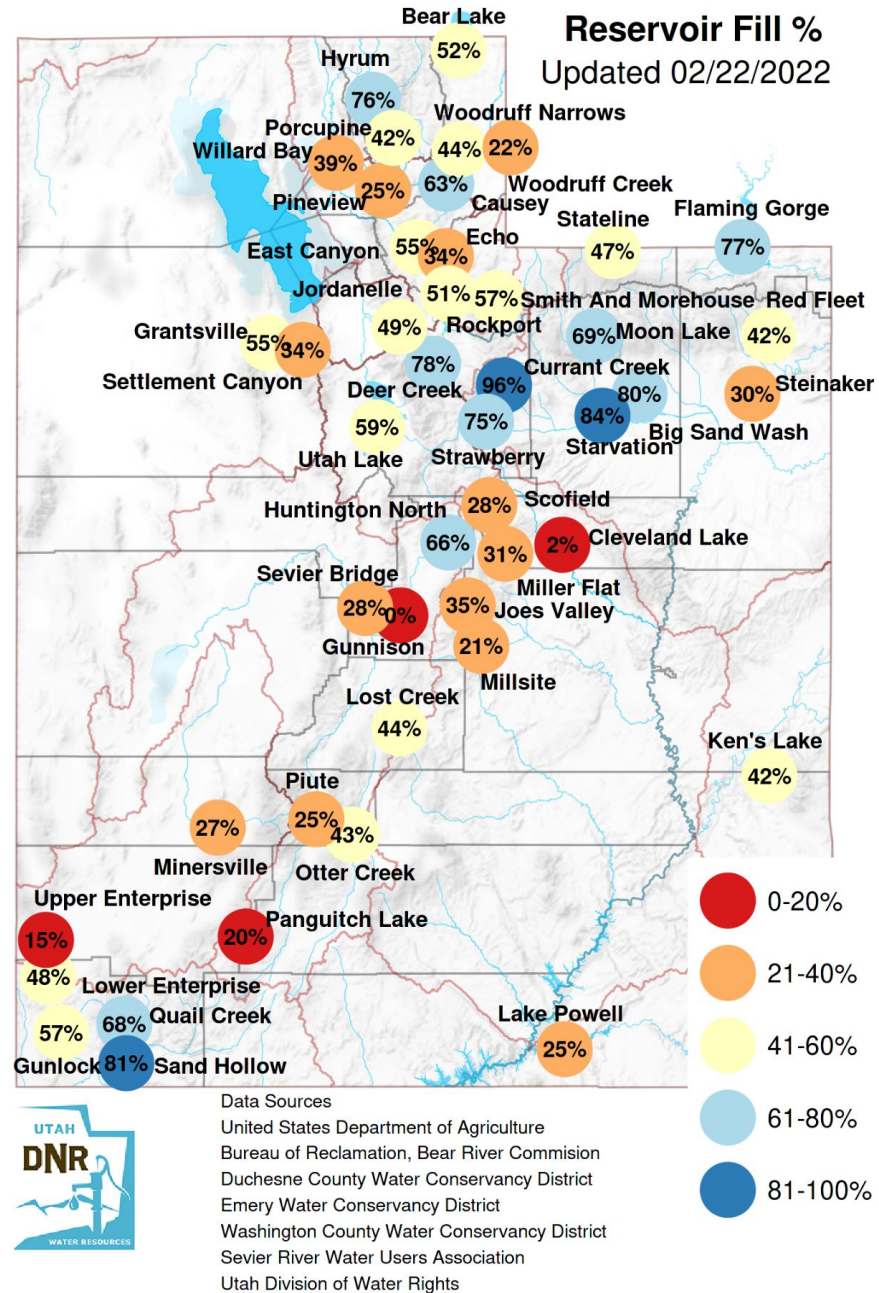 Reservoir Fill %
Updated 02/22/2022
Bear Lake
52%
Hyrum
76%
Porcupine
42%
Woodruff Narrows
44%
22%
Willard Bay
39%
Pineview
25%
63%
Woodruff Creek
Causey
Stateline
47%
Flaming Gorge
77%
East Canyon
55%
Echo
34%
Jordanelle
51%
57%
Smith And Morehouse
Red Fleet
Rockport
49%
69%
Moon Lake
42%
Grantsville
55%
34%
Settlement Canyon
78%
Deer Creek
96%
Currant Creek
80%
30%
Steinaker
84%
Big Sand Wash
Starvation
75%
Strawberry
59%
Utah Lake
28%
Scofield
Huntington North
66%
31%
2%
Cleveland Lake
Miller Flat
Sevier Bridge
28%
0%
Gunnison
35%
Joes Valley
21%
Millsite
Lost Creek
44%
Ken's Lake
42%
Piute
25%
43%
Otter Creek
27%
Minersville
Upper Enterprise
15%
20%
Panguitch Lake
48%
Lower Enterprise
57%
68%
Quail Creek
Gunlock
81%
Sand Hollow
Lake Powell
25%
0-20%
21-40%
41-60%
61-80%
81-100%
UTAH
DNR
WATER RESOURCES
Data Sources
United States Department of Agriculture
Bureau of Reclamation, Bear River Commision
Duchesne County Water Conservancy District
Emery Water Conservancy District
Washington County Water Conservancy District
Sevier River Water Users Association
Utah Division of Water Rights